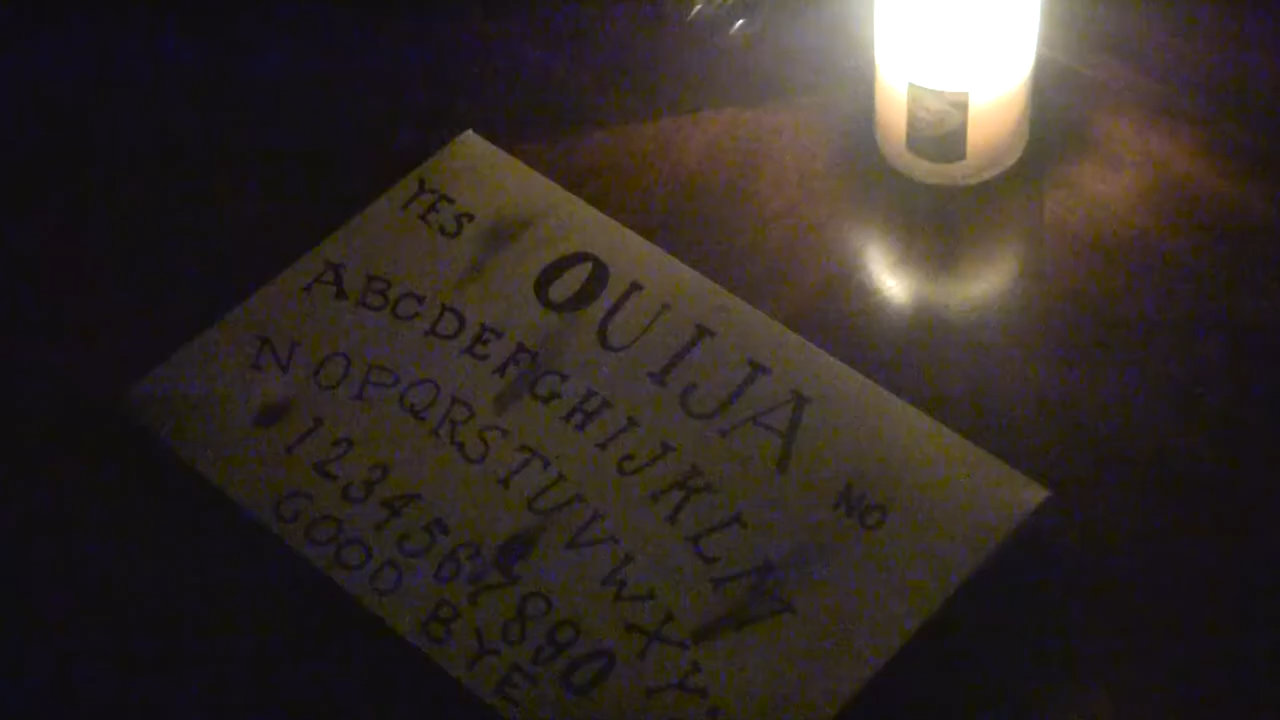 YES
OUIJA
NO
ABCDEFGHIJKLM
NOPQRSTUVWXY
1234567890
GOOD BYE